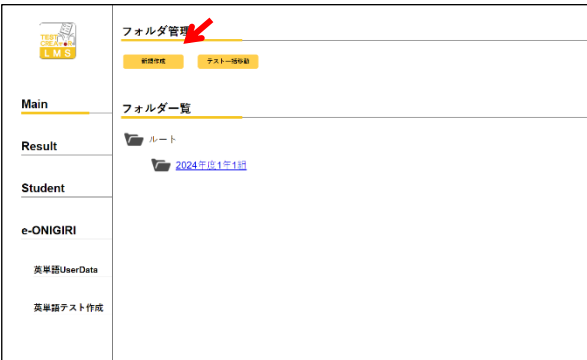 TEST
CREATOR
LMS
Main
Result
Student
e-ONIGIRI
英単語UserData
英単語テスト作成
フォルダ管理
新規作成
テスト一括移動
フォルダ一覧
ルート
2024年度1年1組